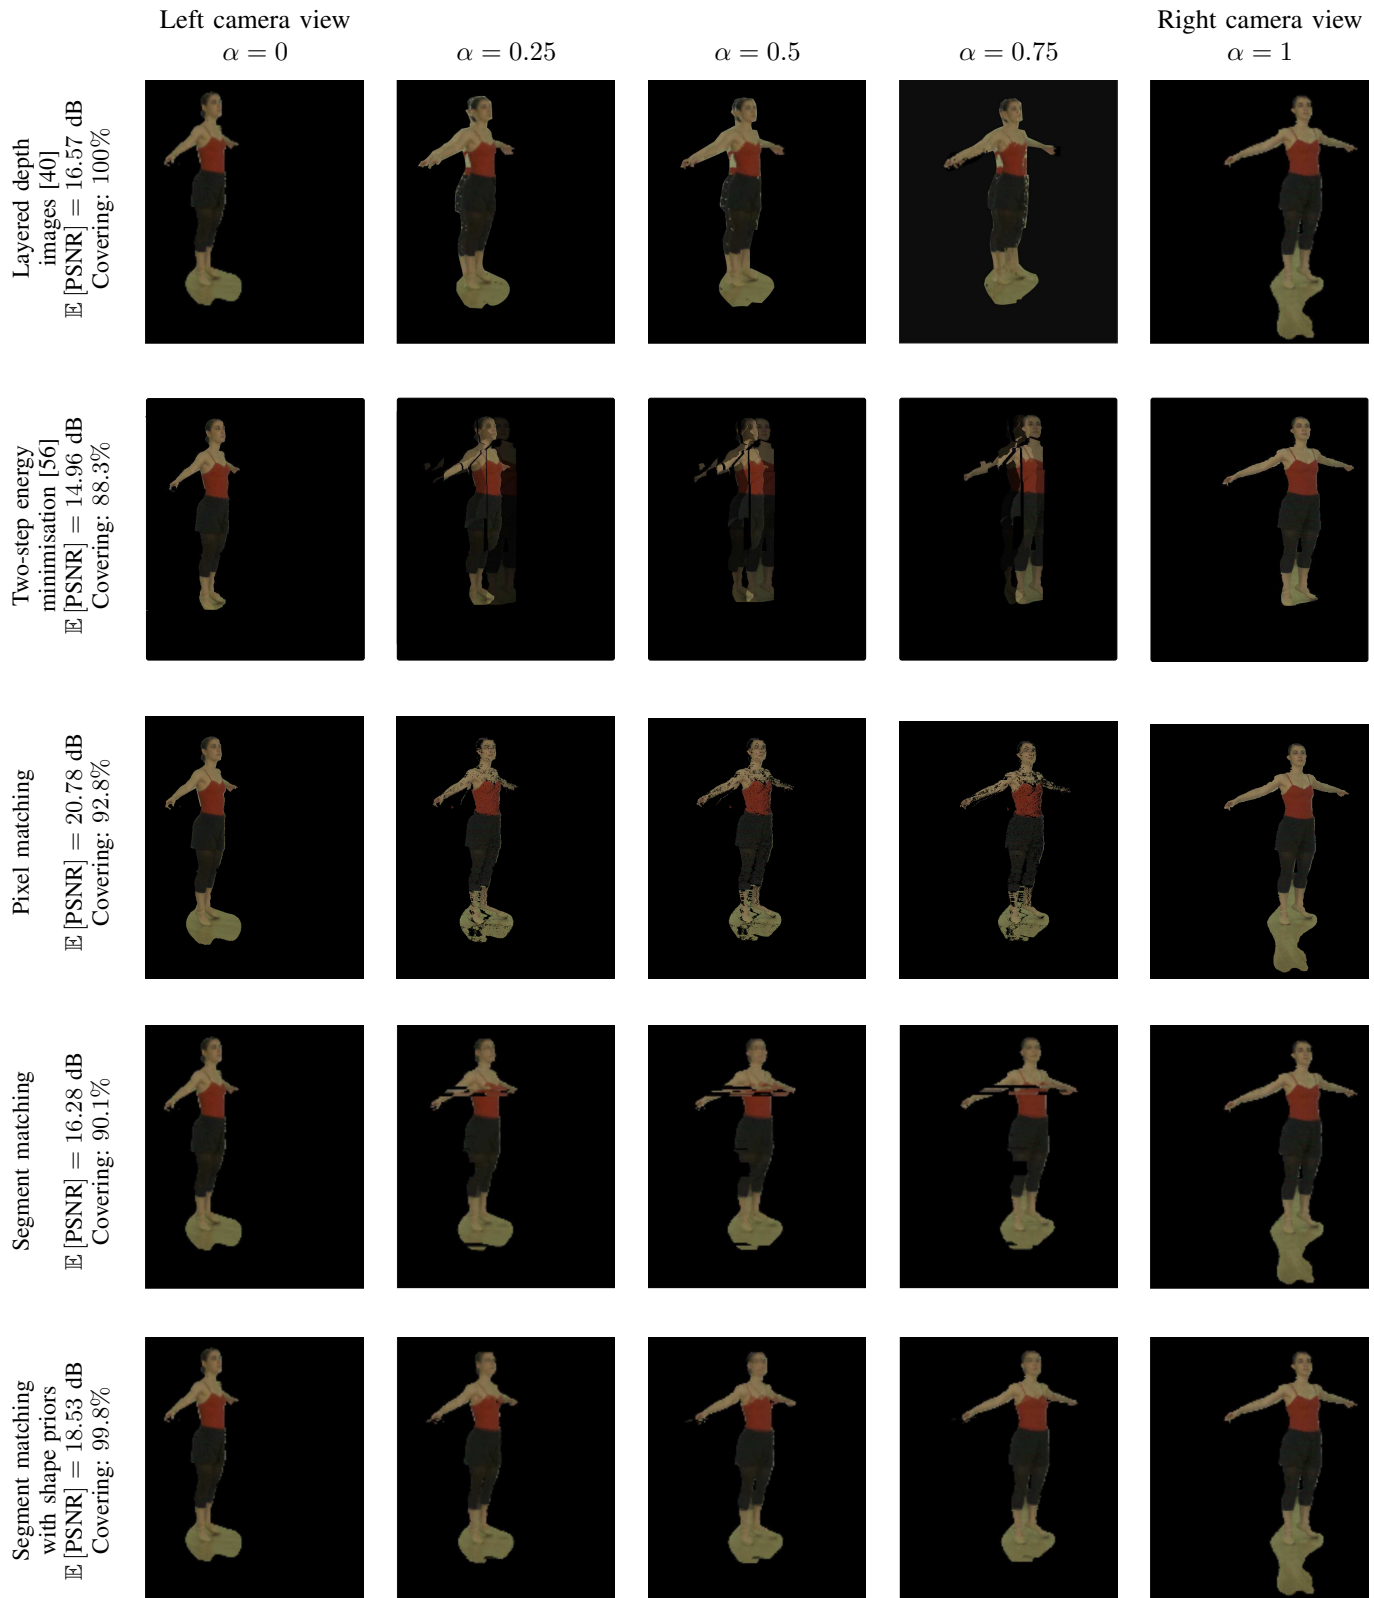 Left camera view
Right camera view
α = 0
α = 0.25
α = 0.5
α = 0.75
α = 1
Layered depth
images [40]
𝔼 [PSNR] = 16.57 dB
Covering: 100%
Two-step energy
minimisation [56]
𝔼 [PSNR] = 14.96 dB
Covering: 88.3%
Pixel matching
𝔼 [PSNR] = 20.78 dB
Covering: 92.8%
Segment matching
𝔼 [PSNR] = 16.28 dB
Covering: 90.1%
Segment matching
with shape priors
𝔼 [PSNR] = 18.53 dB
Covering: 99.8%